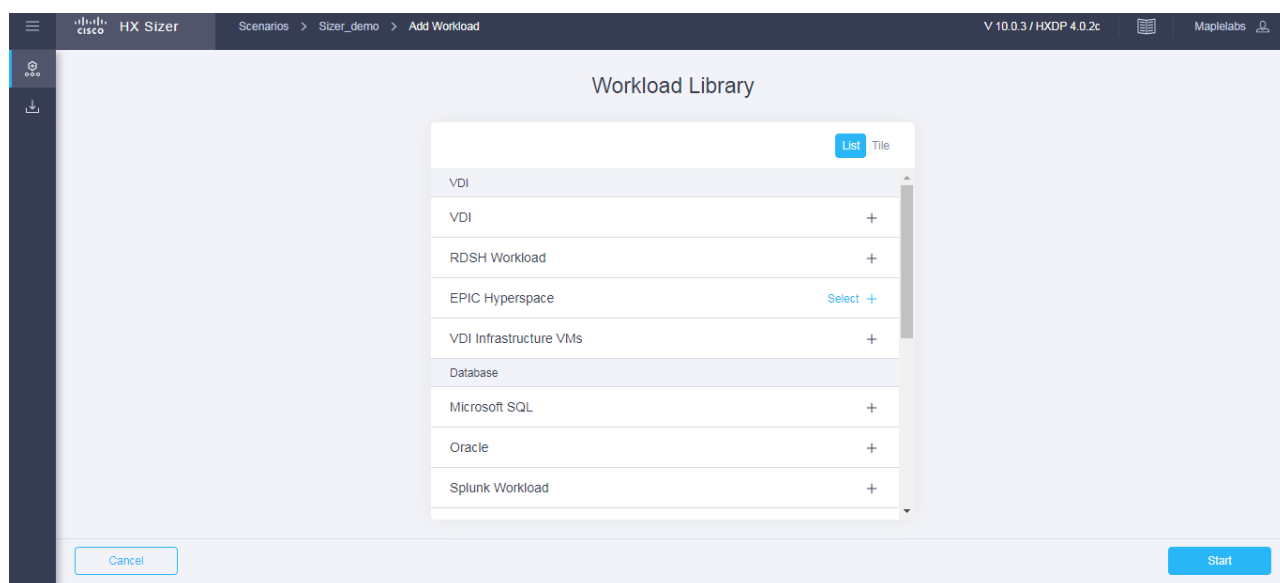 cisco HX Sizer Scenarios > Sizer_demo > Add Workload V 10.0.3 / HXDP 4.0.2c Maplelabs
Workload Library
List Tile
VDI
VDI
RDSH Workload
EPIC Hyperspace Select
VDI Infrastructure VMs
Database
Microsoft SQL
Oracle
Splunk Workload
Cancel Start